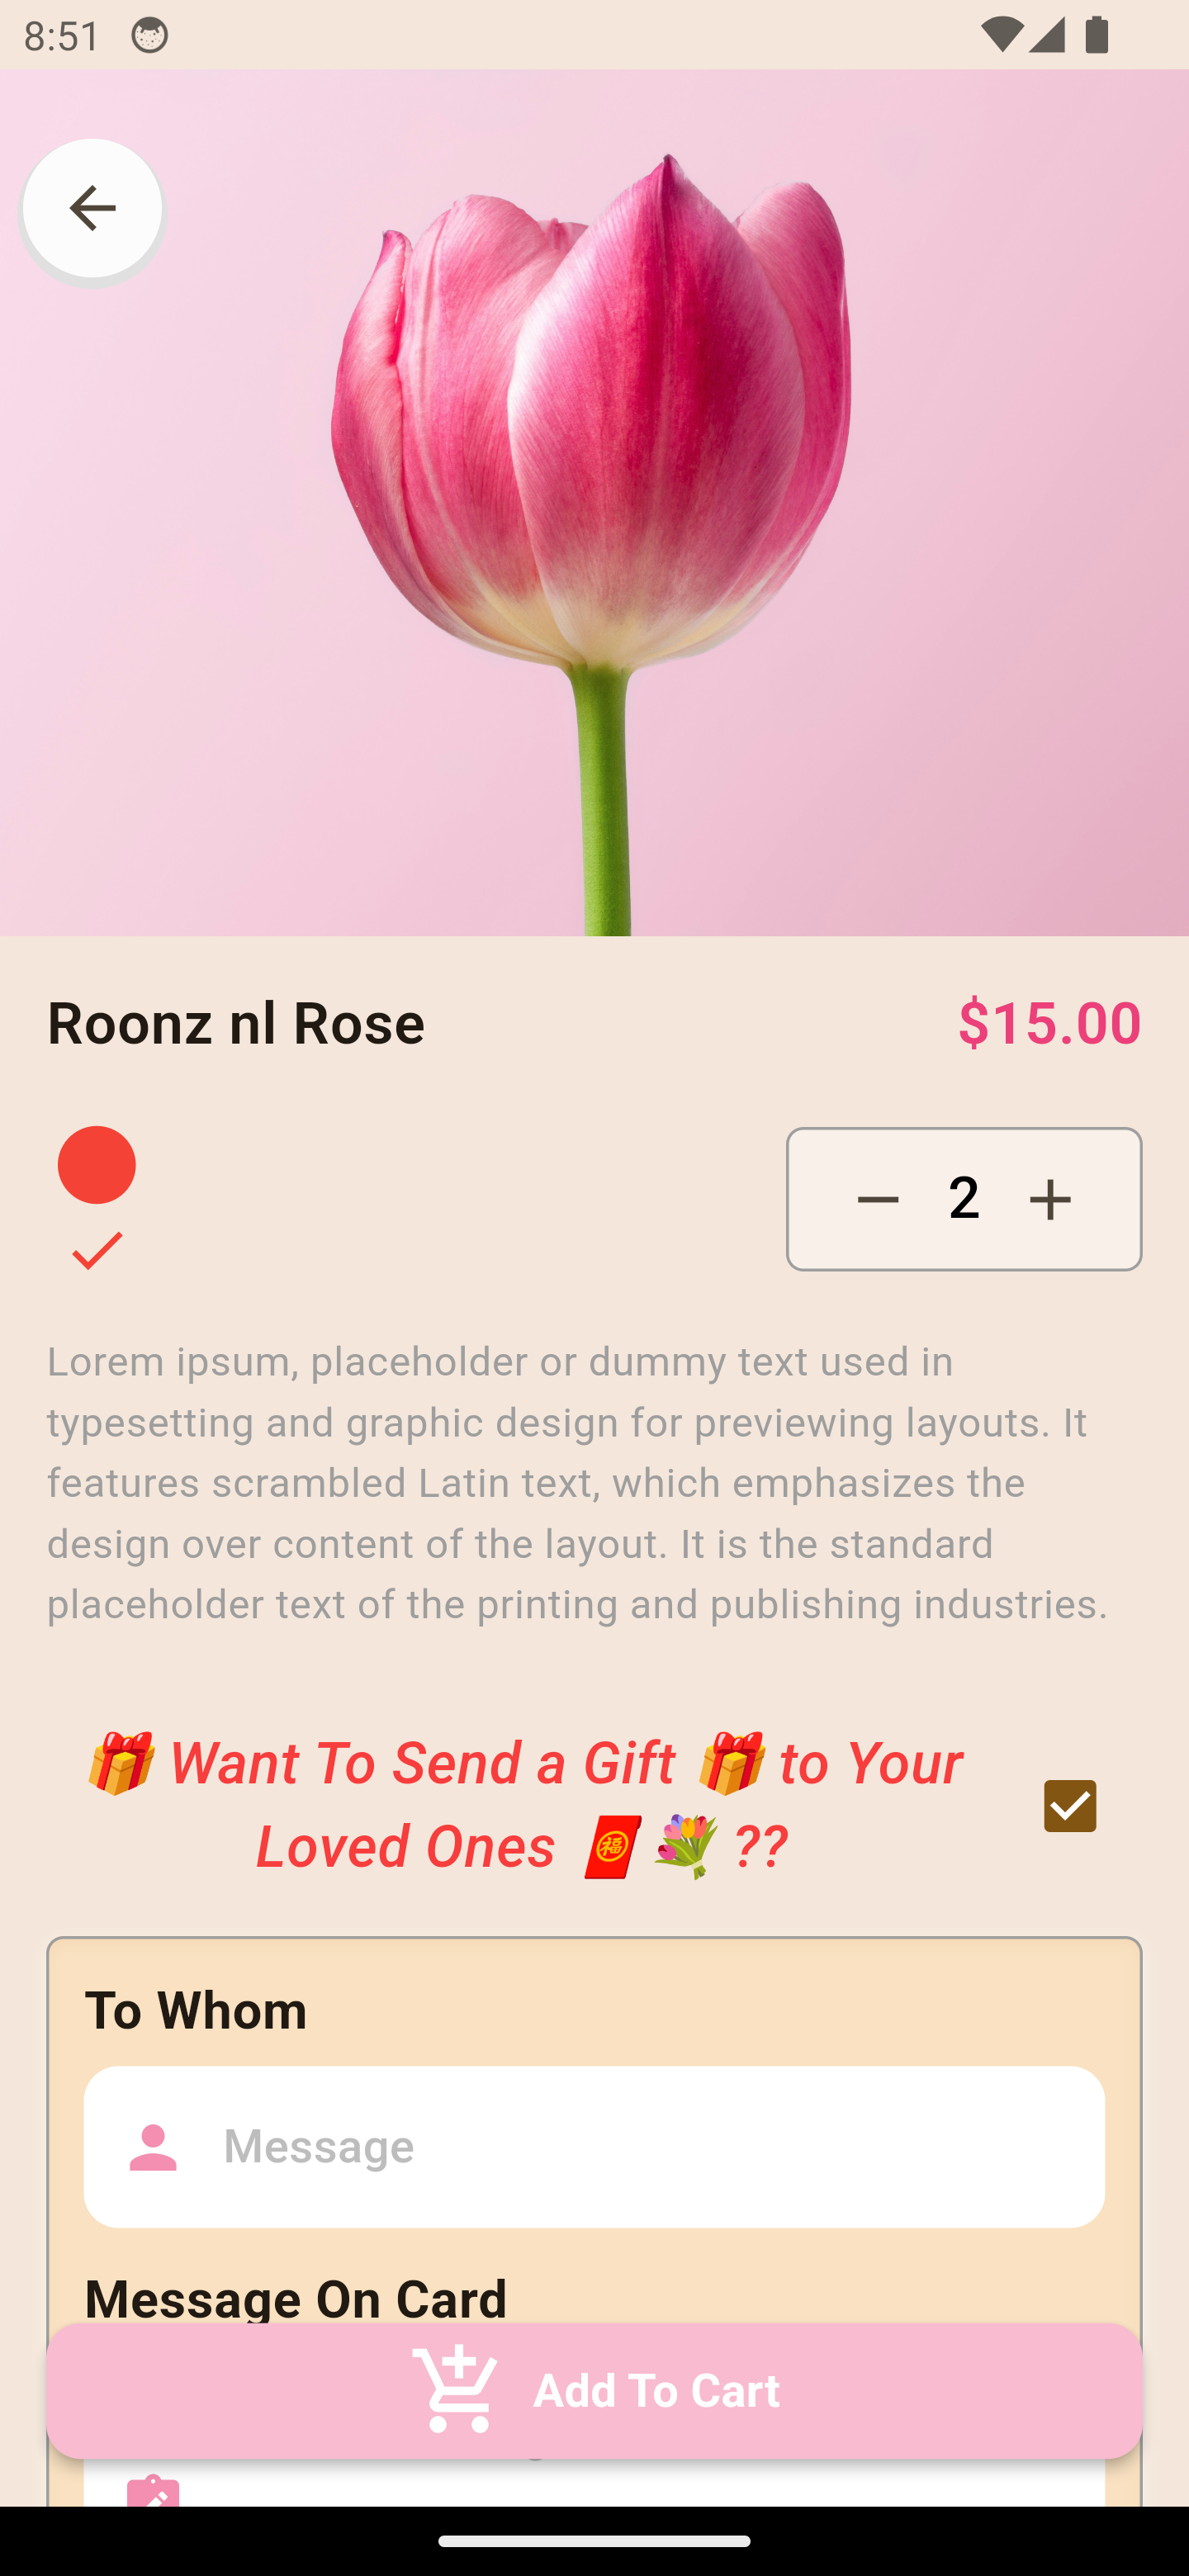 8:51
Roonz nl Rose
$15.00
2
Lorem ipsum, placeholder or dummy text used in
typesetting and graphic design for previewing layouts. It
features scrambled Latin text, which emphasizes the
design over content of the layout. It is the standard
placeholder text of the printing and publishing industries.
🎁 Want To Send a Gift 🎁 to Your
Loved Ones 🧧 💐 ??
To Whom
Message
Message On Card
Add To Cart